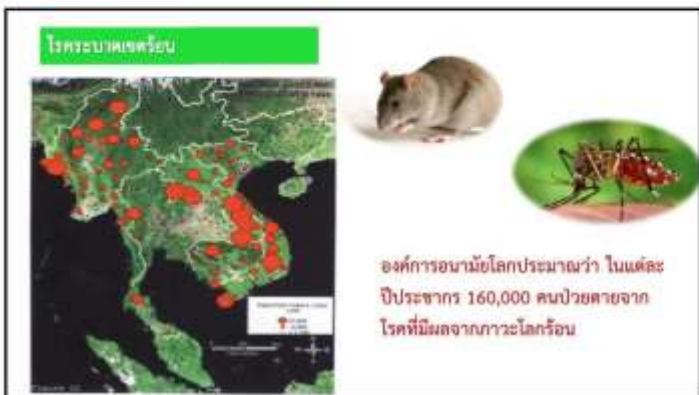 โรคระบาดเขตร้อน
องค์การอนามัยโลกประมาณว่า ในแต่ละ
ปีประชากร 160,000 คนป่วยตายจาก
โรคที่มีผลจากภาวะโลกร้อน